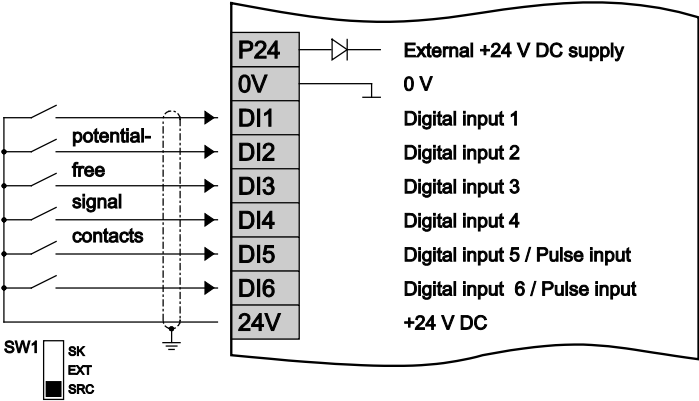 P24 External +24 V DC supply
0V 0 V
DI1 Digital input 1
potential-
DI2 Digital input 2
free
DI3 Digital input 3
signal
DI4 Digital input 4
contacts
DI5 Digital input 5 / Pulse input
DI6 Digital input 6 / Pulse input
24V +24 V DC
SW1
SK
EXT
SRC